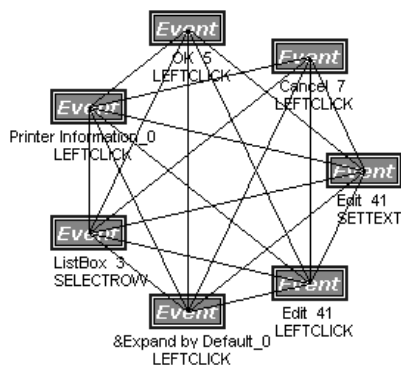 Event
OK_5
LEFTCLICK
Event
Cancel_7
LEFTCLICK
Event
Printer Information_0
LEFTCLICK
Event
Edit_41
SETTEXT
Event
ListBox_3
SELECTROW
Event
Edit_41
LEFTCLICK
Event
&Expand by Default_0
LEFTCLICK